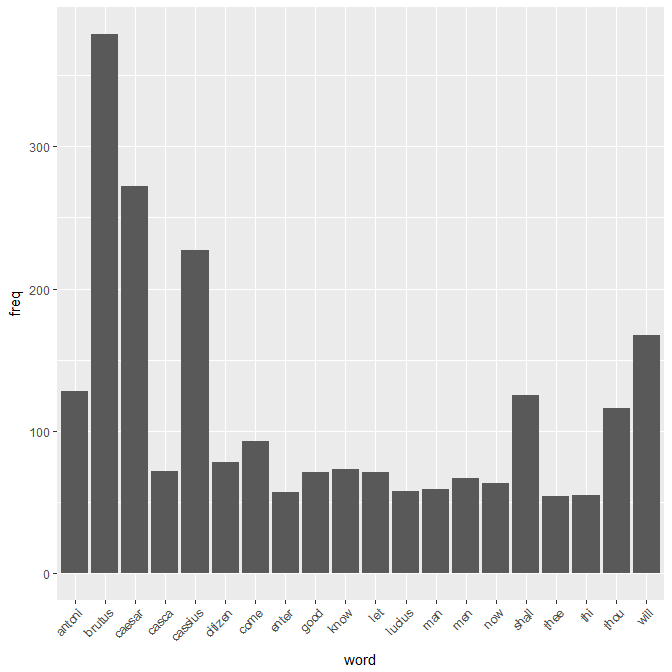 300
200
100
0
freq
antoni brutus caesar casca cassius citizen come enter good know let lucius man men now shall thee thi thou will
word